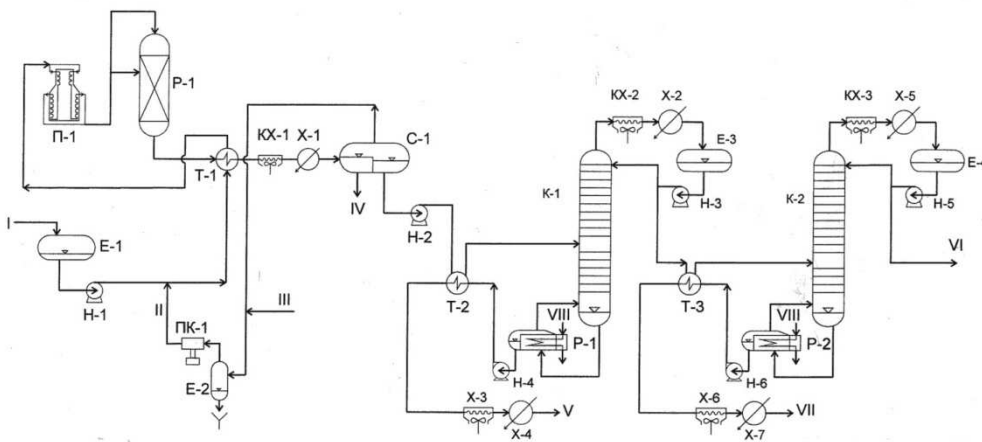 П-1
Р-1
Т-1
КХ-1
Х-1
С-1
IV
I
Е-1
Н-1
II
ПК-1
Е-2
III
Н-2
Т-2
КХ-2
Х-2
Е-3
К-1
Н-3
VIII
Р-1
Н-4
Х-3
Х-4
V
Т-3
КХ-3
Х-5
Е-4
К-2
Н-5
VI
VIII
Р-2
Н-6
Х-6
Х-7
VII